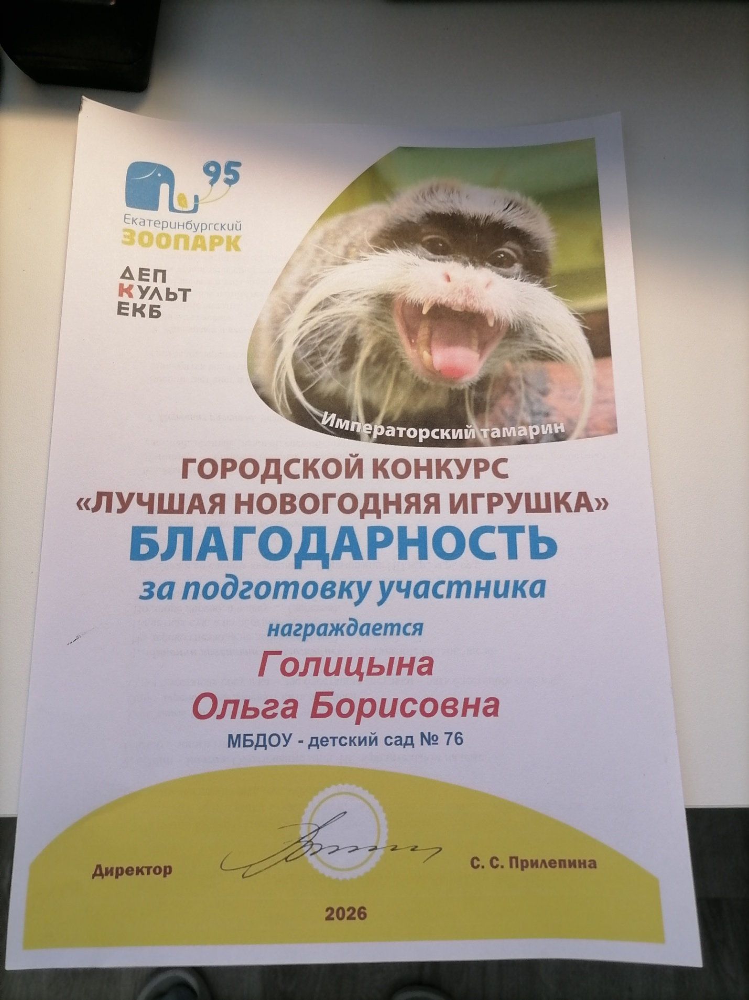 95
Екатеринбургский
ЗООПАРК
ДЕП
КУЛЬТ
ЕКБ
Императорский тамарин
ГОРОДСКОЙ КОНКУРС
«ЛУЧШАЯ НОВОГОДНЯЯ ИГРУШКА»
БЛАГОДАРНОСТЬ
за подготовку участника
награждается
Голицына
Ольга Борисовна
МБДОУ - детский сад № 76
Директор
С. С. Прилепина
2026